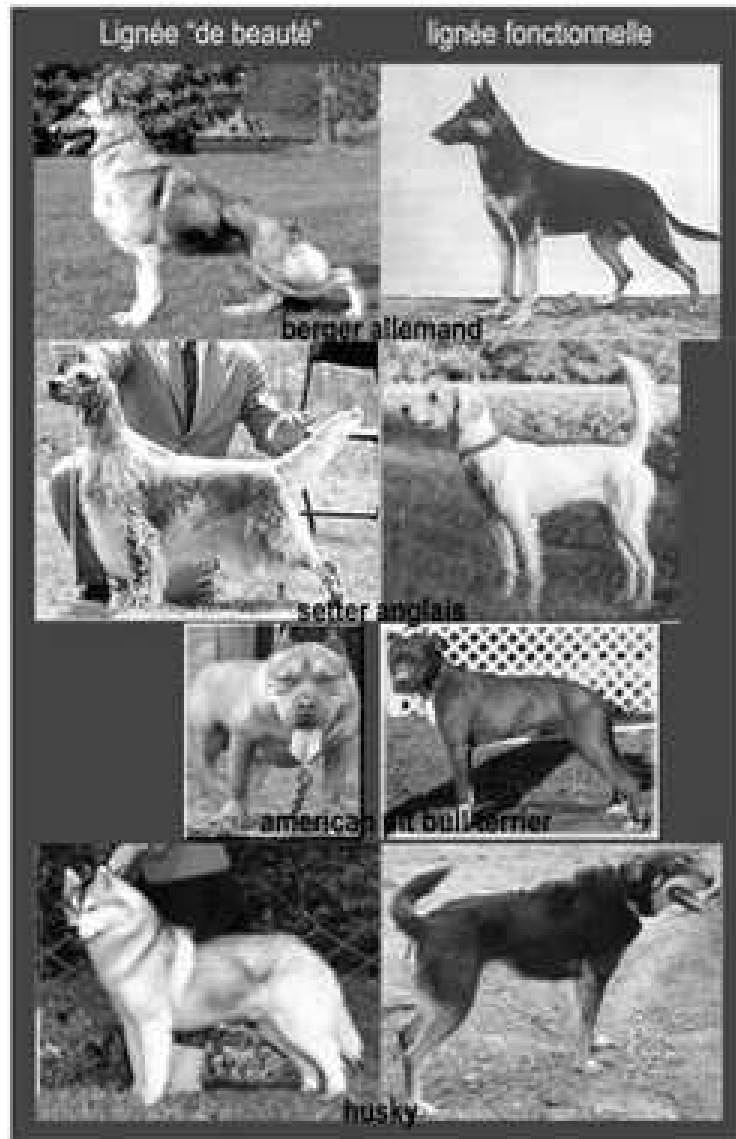 Lignée "de beauté"
lignée fonctionnelle
berger allemand
setter anglais
american pit bull terrier
husky